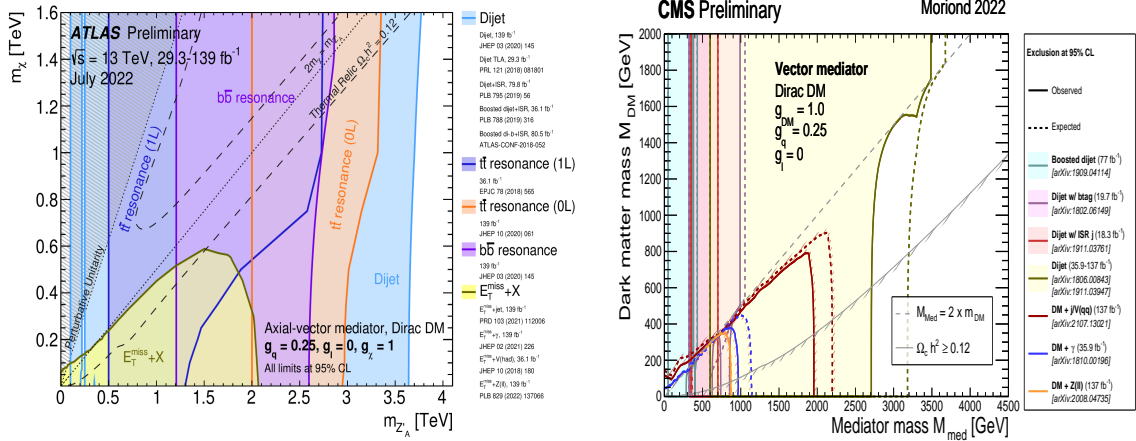 ATLAS Preliminary
√s = 13 TeV, 29.3-139 fb⁻¹
July 2022
mχ [TeV]
1.6
1.4
1.2
1
0.8
0.6
0.4
0.2
0 0.5 1 1.5 2 2.5 3 3.5 4
m_Z'_A [TeV]
Perturbative Unitarity
tt̄ resonance (1L)
bb̄ resonance
2mχ = m_Z'_A
Thermal Relic Ω_c h² = 0.12
tt̄ resonance (0L)
Dijet
E_T^miss+X
Axial-vector mediator, Dirac DM
g_q = 0.25, g_l = 0, g_χ = 1
All limits at 95% CL
Dijet
Dijet, 139 fb⁻¹
JHEP 03 (2020) 145
Dijet TLA, 29.3 fb⁻¹
PRL 121 (2018) 081801
Dijet+ISR, 79.8 fb⁻¹
PLB 795 (2019) 56
Boosted dijet+ISR, 36.1 fb⁻¹
PLB 788 (2019) 316
Boosted di-b+ISR, 80.5 fb⁻¹
ATLAS-CONF-2018-052
tt̄ resonance (1L)
36.1 fb⁻¹
EPJC 78 (2018) 565
tt̄ resonance (0L)
139 fb⁻¹
JHEP 10 (2020) 061
bb̄ resonance
139 fb⁻¹
JHEP 03 (2020) 145
E_T^miss+X
E_T^miss+jet, 139 fb⁻¹
PRD 103 (2021) 112006
E_T^miss+γ, 139 fb⁻¹
JHEP 02 (2021) 226
E_T^miss+V(had), 36.1 fb⁻¹
JHEP 10 (2018) 180
E_T^miss+Z(ll), 139 fb⁻¹
PLB 829 (2022) 137066
CMS Preliminary
Moriond 2022
Dark matter mass M_DM [GeV]
2000
1800
1600
1400
1200
1000
800
600
400
200
0
0 500 1000 1500 2000 2500 3000 3500 4000 4500
Mediator mass M_med [GeV]
Vector mediator
Dirac DM
g_DM = 1.0
g_q = 0.25
g_l = 0
M_Med = 2 x m_DM
Ω_c h² ≥ 0.12
Exclusion at 95% CL
Observed
Expected
Boosted dijet (77 fb⁻¹)
[arXiv:1909.04114]
Dijet w/ btag (19.7 fb⁻¹)
[arXiv:1802.06149]
Dijet w/ ISR j (18.3 fb⁻¹)
[arXiv:1911.03761]
Dijet (35.9-137 fb⁻¹)
[arXiv:1806.00843]
[arXiv:1911.03947]
DM + j/V(qq) (137 fb⁻¹)
[arXiv:2107.13021]
DM + γ (35.9 fb⁻¹)
[arXiv:1810.00196]
DM + Z(ll) (137 fb⁻¹)
[arXiv:2008.04735]